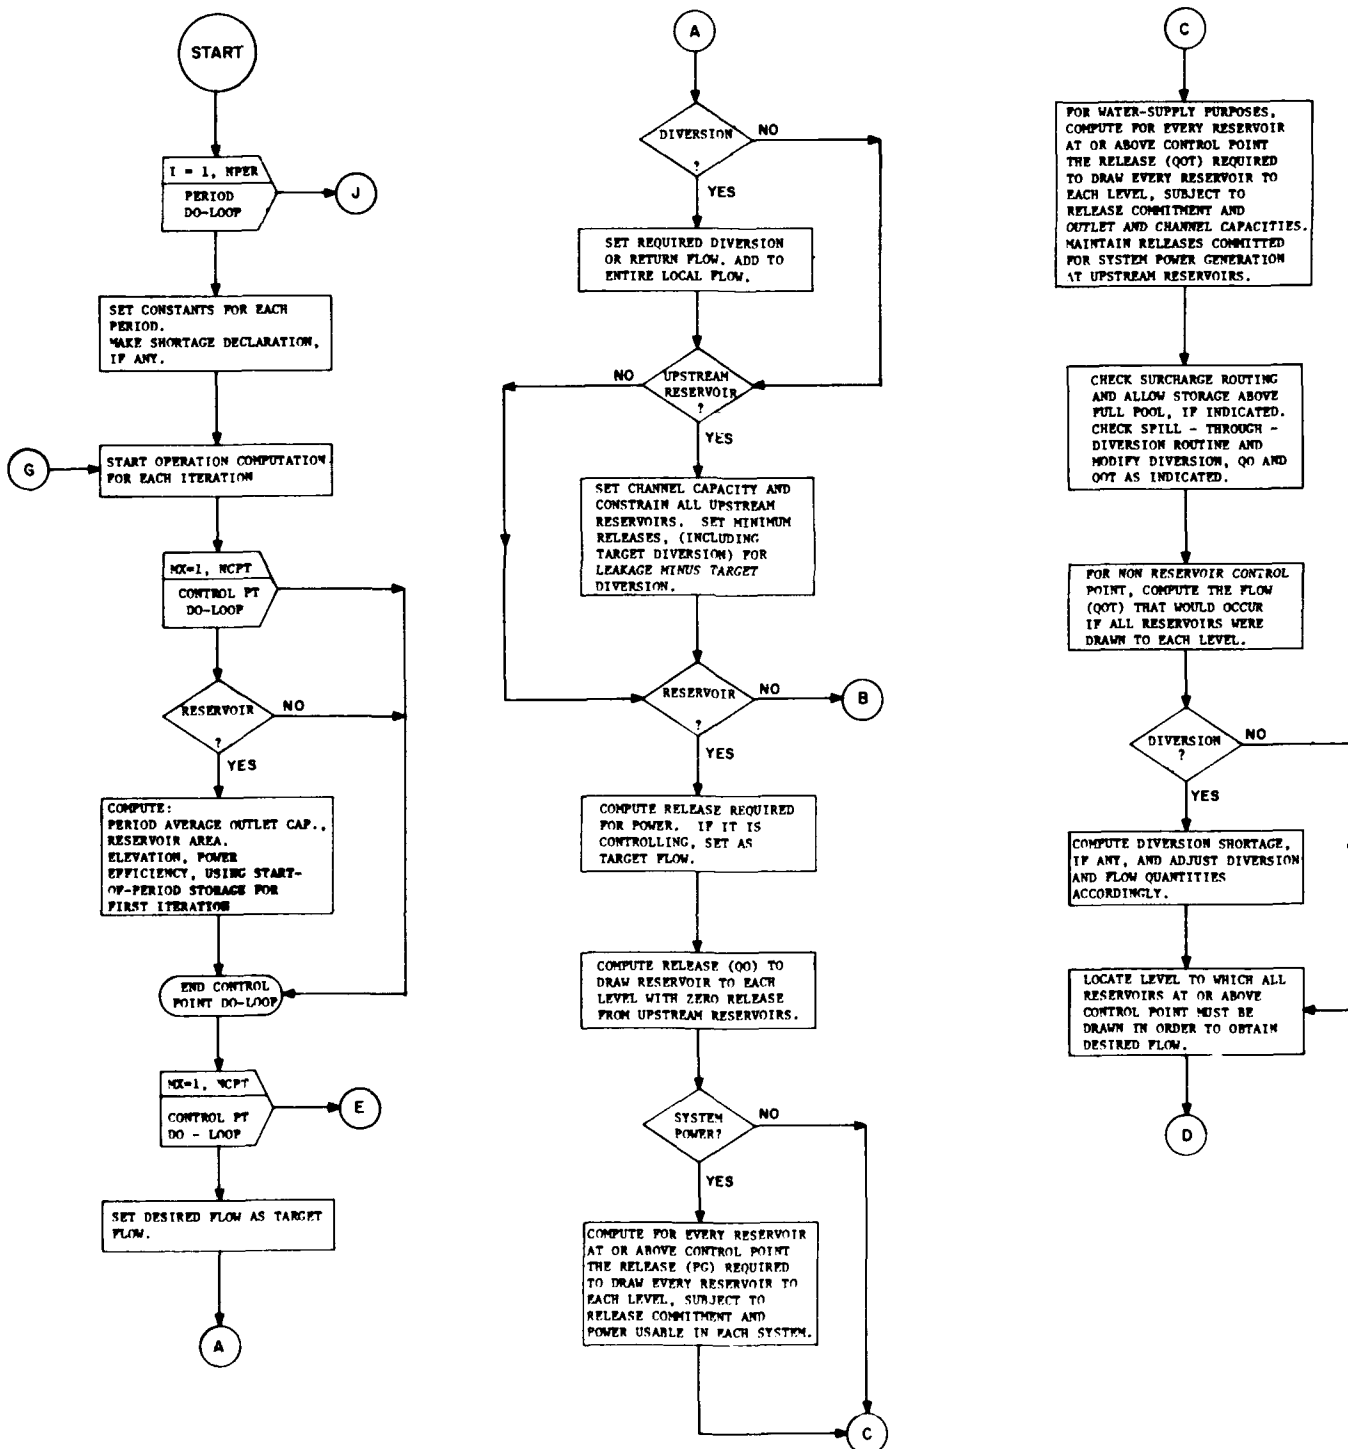 START
I = 1, NPER
PERIOD
DO-LOOP
J
SET CONSTANTS FOR EACH
PERIOD.
MAKE SHORTAGE DECLARATION,
IF ANY.
G
START OPERATION COMPUTATION
FOR EACH ITERATION
MX=1, NCPT
CONTROL PT
DO-LOOP
RESERVOIR
?
NO
YES
COMPUTE:
PERIOD AVERAGE OUTLET CAP.,
RESERVOIR AREA.
ELEVATION, POWER
EFFICIENCY, USING START-
OF-PERIOD STORAGE FOR
FIRST ITERATION
END CONTROL
POINT DO-LOOP
MX=1, NCPT
CONTROL PT
DO - LOOP
E
SET DESIRED FLOW AS TARGET
FLOW.
A
A
DIVERSION
?
NO
YES
SET REQUIRED DIVERSION
OR RETURN FLOW. ADD TO
ENTIRE LOCAL FLOW.
NO
UPSTREAM
RESERVOIR
?
YES
SET CHANNEL CAPACITY AND
CONSTRAIN ALL UPSTREAM
RESERVOIRS. SET MINIMUM
RELEASES, (INCLUDING
TARGET DIVERSION) FOR
LEAKAGE MINUS TARGET
DIVERSION.
RESERVOIR
?
NO
B
YES
COMPUTE RELEASE REQUIRED
FOR POWER. IF IT IS
CONTROLLING, SET AS
TARGET FLOW.
COMPUTE RELEASE (QO) TO
DRAW RESERVOIR TO EACH
LEVEL WITH ZERO RELEASE
FROM UPSTREAM RESERVOIRS.
SYSTEM
POWER?
NO
YES
COMPUTE FOR EVERY RESERVOIR
AT OR ABOVE CONTROL POINT
THE RELEASE (PG) REQUIRED
TO DRAW EVERY RESERVOIR TO
EACH LEVEL, SUBJECT TO
RELEASE COMMITMENT AND
POWER USABLE IN EACH SYSTEM.
C
C
FOR WATER-SUPPLY PURPOSES,
COMPUTE FOR EVERY RESERVOIR
AT OR ABOVE CONTROL POINT
THE RELEASE (QOT) REQUIRED
TO DRAW EVERY RESERVOIR TO
EACH LEVEL, SUBJECT TO
RELEASE COMMITMENT AND
OUTLET AND CHANNEL CAPACITIES.
MAINTAIN RELEASES COMMITTED
FOR SYSTEM POWER GENERATION
AT UPSTREAM RESERVOIRS.
CHECK SURCHARGE ROUTING
AND ALLOW STORAGE ABOVE
FULL POOL, IF INDICATED.
CHECK SPILL - THROUGH -
DIVERSION ROUTINE AND
MODIFY DIVERSION, QO AND
QOT AS INDICATED.
FOR NON RESERVOIR CONTROL
POINT, COMPUTE THE FLOW
(QOT) THAT WOULD OCCUR
IF ALL RESERVOIRS WERE
DRAWN TO EACH LEVEL.
DIVERSION
?
NO
YES
COMPUTE DIVERSION SHORTAGE,
IF ANY, AND ADJUST DIVERSION
AND FLOW QUANTITIES
ACCORDINGLY.
LOCATE LEVEL TO WHICH ALL
RESERVOIRS AT OR ABOVE
CONTROL POINT MUST BE
DRAWN IN ORDER TO OBTAIN
DESIRED FLOW.
D